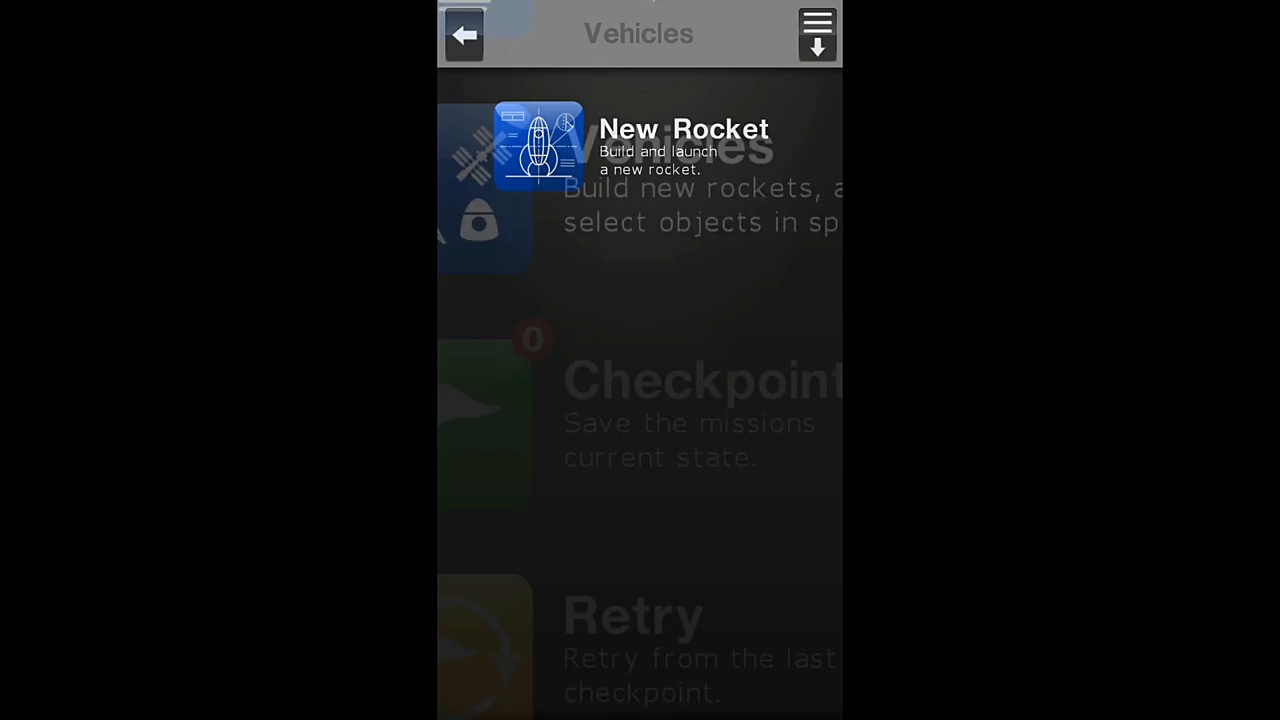 Vehicles
New Rocket
Build and launch
a new rocket.
Vehicles
Build new rockets, a
select objects in sp
0
Checkpoint
Save the missions
current state.
Retry
Retry from the last
checkpoint.